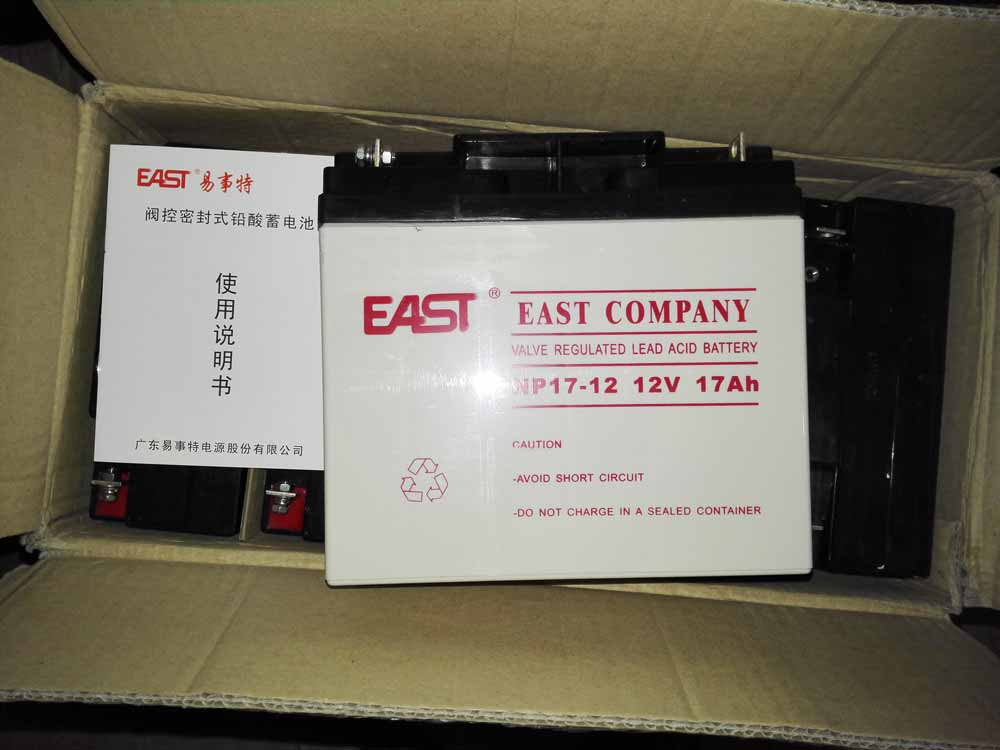 EAST® 易事特
阀控密封式铅酸蓄电池
使用说明书
广东易事特电源股份有限公司
EAST®
EAST COMPANY
VALVE REGULATED LEAD ACID BATTERY
NP17-12 12V 17Ah
CAUTION
-AVOID SHORT CIRCUIT
-DO NOT CHARGE IN A SEALED CONTAINER